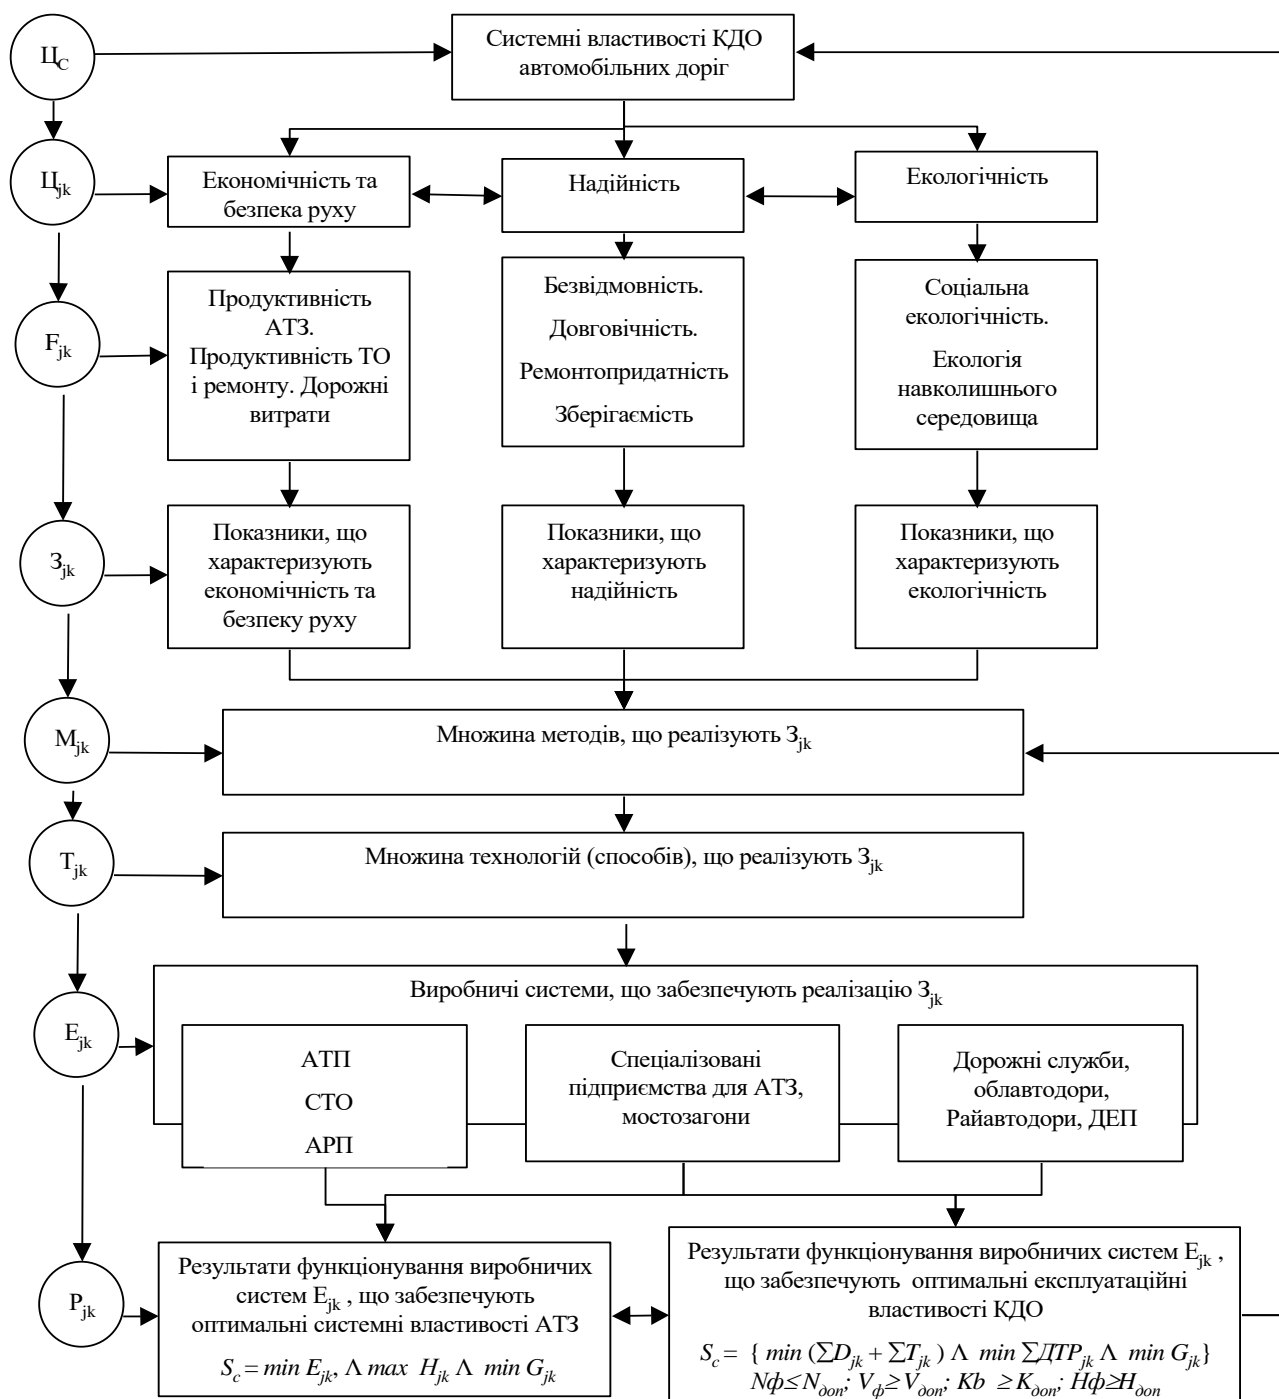 Ц_С
Системні властивості КДО
автомобільних доріг
Ц_jk
Економічність та
безпека руху
Надійність
Екологічність
F_jk
Продуктивність
АТЗ.
Продуктивність ТО
і ремонту. Дорожні
витрати
Безвідмовність.
Довговічність.
Ремонтопридатність
Зберігаємість
Соціальна
екологічність.
Екологія
навколишнього
середовища
З_jk
Показники, що
характеризують
економічність та
безпеку руху
Показники, що
характеризують
надійність
Показники, що
характеризують
екологічність
М_jk
Множина методів, що реалізують З_jk
Т_jk
Множина технологій (способів), що реалізують З_jk
Е_jk
Виробничі системи, що забезпечують реалізацію З_jk
АТП
СТО
АРП
Спеціалізовані
підприємства для АТЗ,
мостозагони
Дорожні служби,
облавтодори,
Райавтодори, ДЕП
Р_jk
Результати функціонування виробничих
систем Е_jk , що забезпечують
оптимальні системні властивості АТЗ
S_c = min E_jk, Λ max H_jk Λ min G_jk
Результати функціонування виробничих систем Е_jk ,
що забезпечують оптимальні експлуатаційні
властивості КДО
S_c = { min (∑D_jk + ∑T_jk ) Λ min ∑ДТР_jk Λ min G_jk}
Nф≤N_доп; V_ф≥V_доп; Kb ≥K_доп; Hф≥H_доп